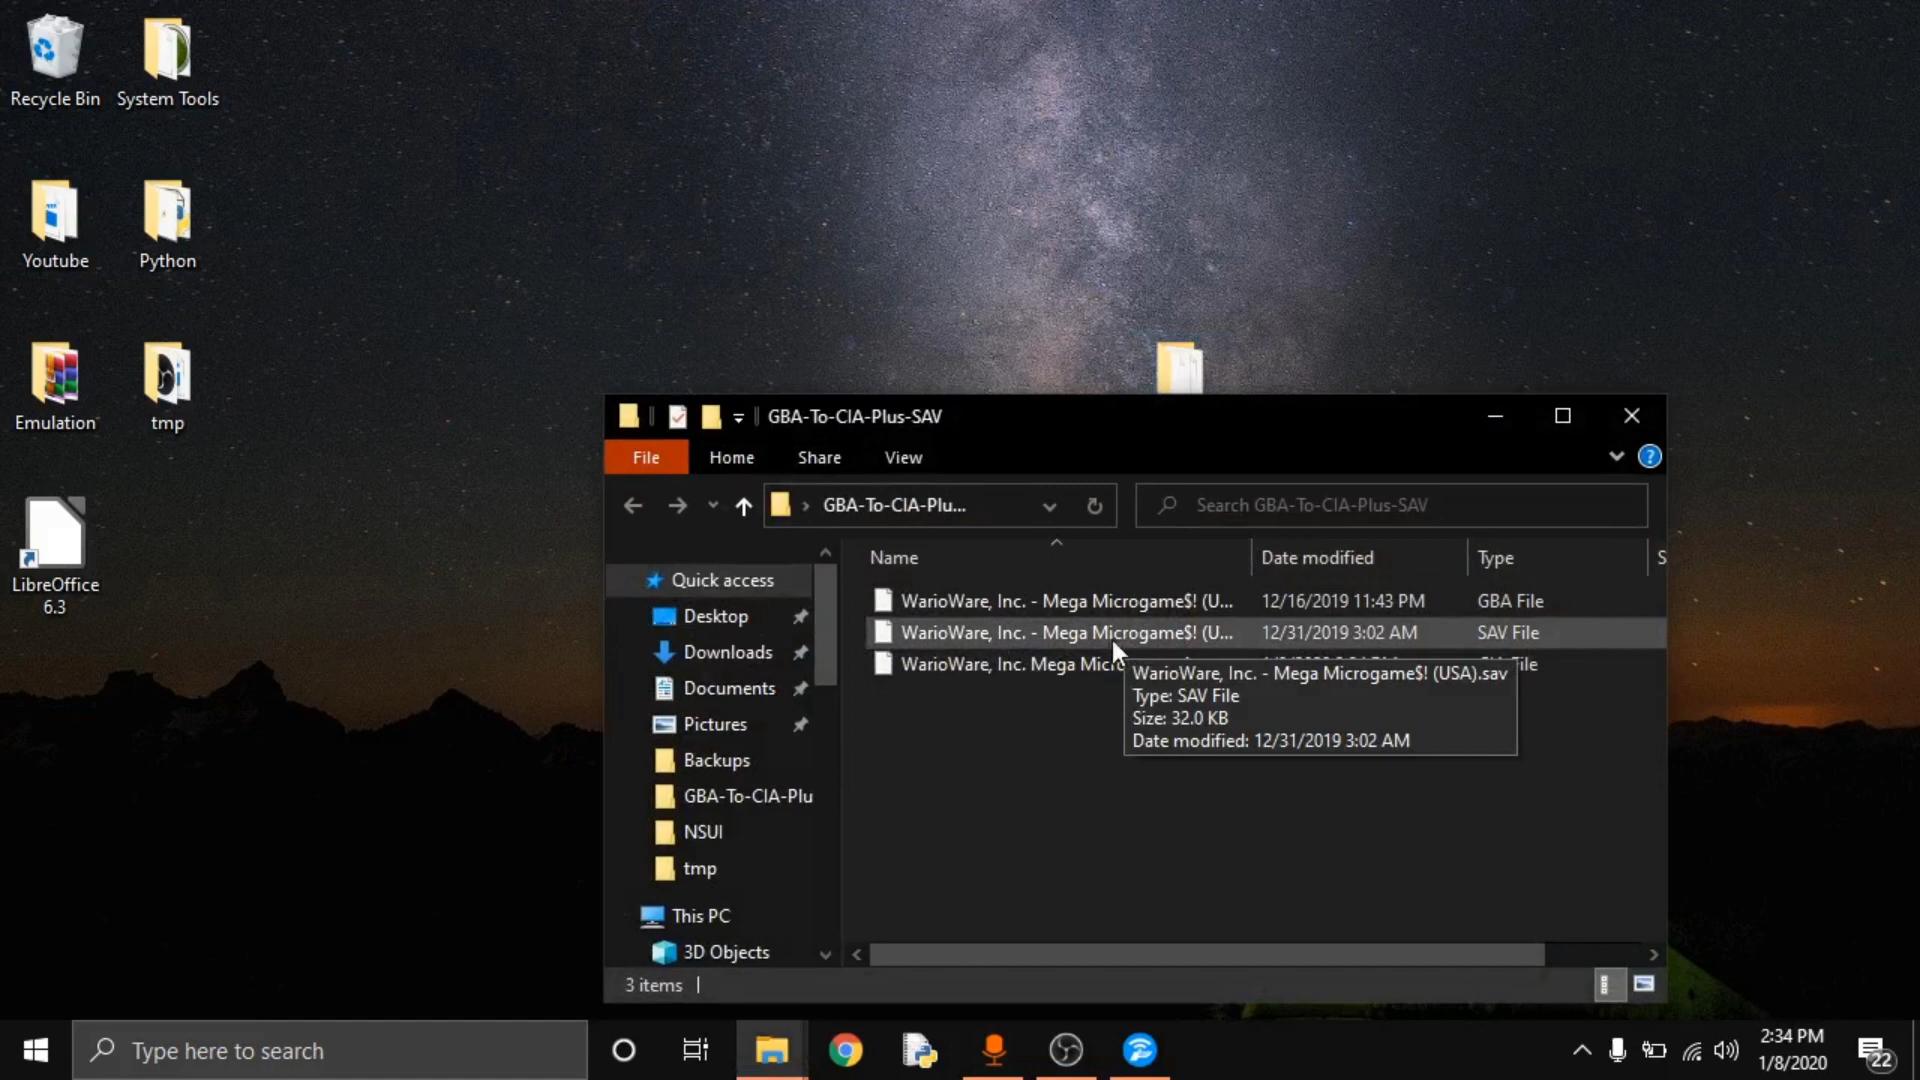 Recycle Bin
System Tools
Youtube
Python
Emulation
tmp
LibreOffice
6.3
GBA-To-CIA-Plus-SAV
File
Home
Share
View
GBA-To-CIA-Plu...
Search GBA-To-CIA-Plus-SAV
Name
Date modified
Type
S
Quick access
Desktop
Downloads
Documents
Pictures
Backups
GBA-To-CIA-Plu
NSUI
tmp
This PC
3D Objects
WarioWare, Inc. - Mega Microgame$! (U... 12/16/2019 11:43 PM GBA File
WarioWare, Inc. - Mega Microgame$! (U... 12/31/2019 3:02 AM SAV File
WarioWare, Inc. Mega Micr
WarioWare, Inc. - Mega Microgame$! (USA).sav
Type: SAV File
Size: 32.0 KB
Date modified: 12/31/2019 3:02 AM
3 items
Type here to search
2:34 PM
1/8/2020
22